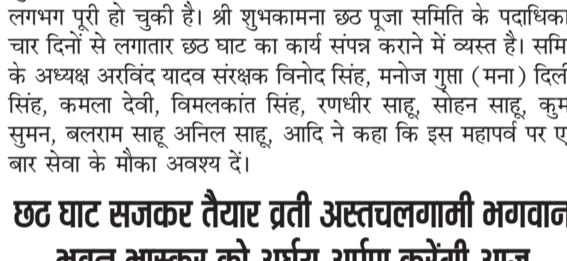 लगभग पूरी हो चुकी है। श्री शुभकामना छठ पूजा समिति के
चार दिनों से लगातार छठ घाट का कार्य संपन्न कराने में व्यस्त है।
के अध्यक्ष अरविंद यादव संरक्षक विनोद सिंह, मनोज गुप्ता (मना)
सिंह, कमला देवी, विमलकांत सिंह, रणधीर साहू, सोहन साहू,
सुमन, बलराम साहू अनिल साहू, आदि ने कहा कि इस महापर्व पर
बार सेवा के मौका अवश्य दें।
छठ घाट सजकर तैयार व्रती अस्तचलगामी भगवान